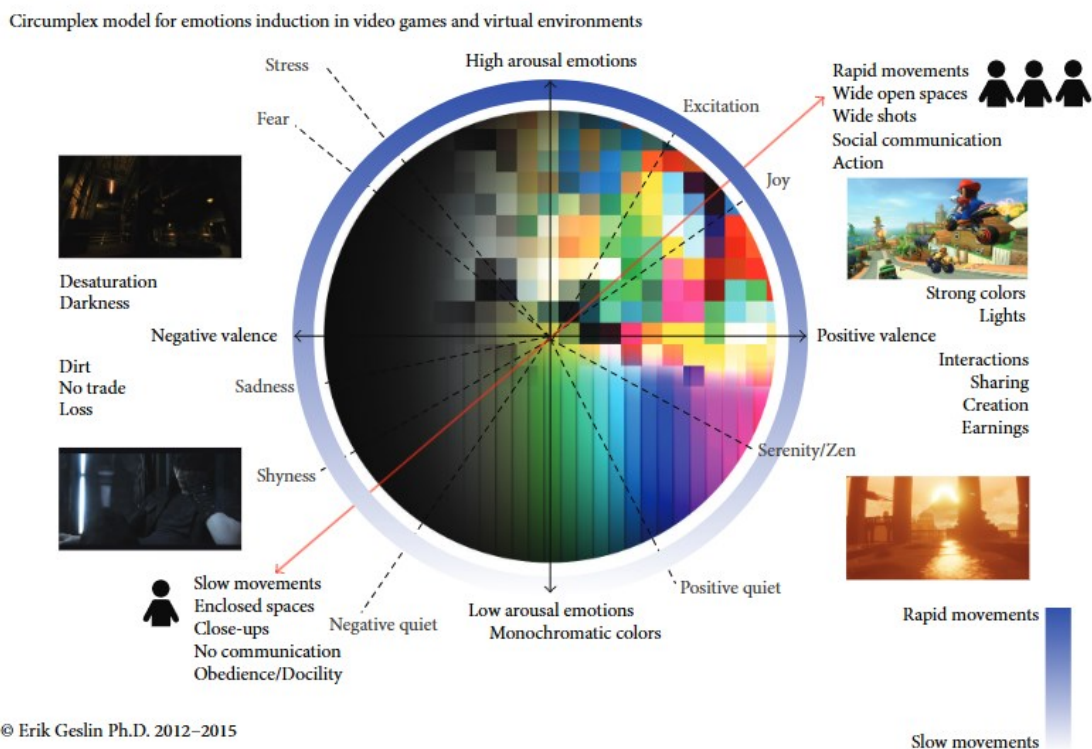 Circumplex model for emotions induction in video games and virtual environments
High arousal emotions
Stress
Fear
Excitation
Joy
Rapid movements
Wide open spaces
Wide shots
Social communication
Action
Desaturation
Darkness
Strong colors
Lights
Negative valence
Positive valence
Dirt
No trade
Loss
Interactions
Sharing
Creation
Earnings
Sadness
Shyness
Serenity/Zen
Slow movements
Enclosed spaces
Close-ups
No communication
Obedience/Docility
Negative quiet
Low arousal emotions
Monochromatic colors
Positive quiet
Rapid movements
Slow movements
© Erik Geslin Ph.D. 2012–2015